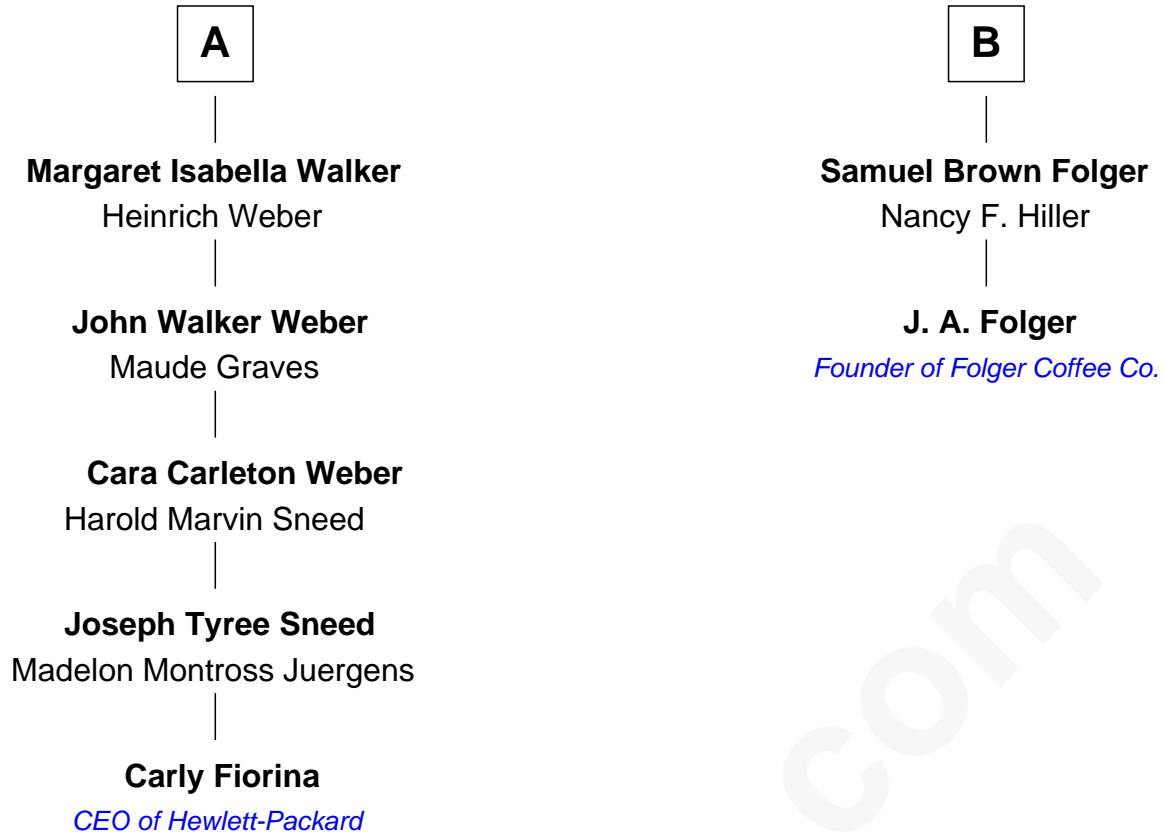 A
Margaret Isabella Walker
Heinrich Weber
John Walker Weber
Maude Graves
Cara Carleton Weber
Harold Marvin Sneed
Joseph Tyree Sneed
Madelon Montross Juergens
Carly Fiorina
CEO of Hewlett-Packard
B
Samuel Brown Folger
Nancy F. Hiller
J. A. Folger
Founder of Folger Coffee Co.
com